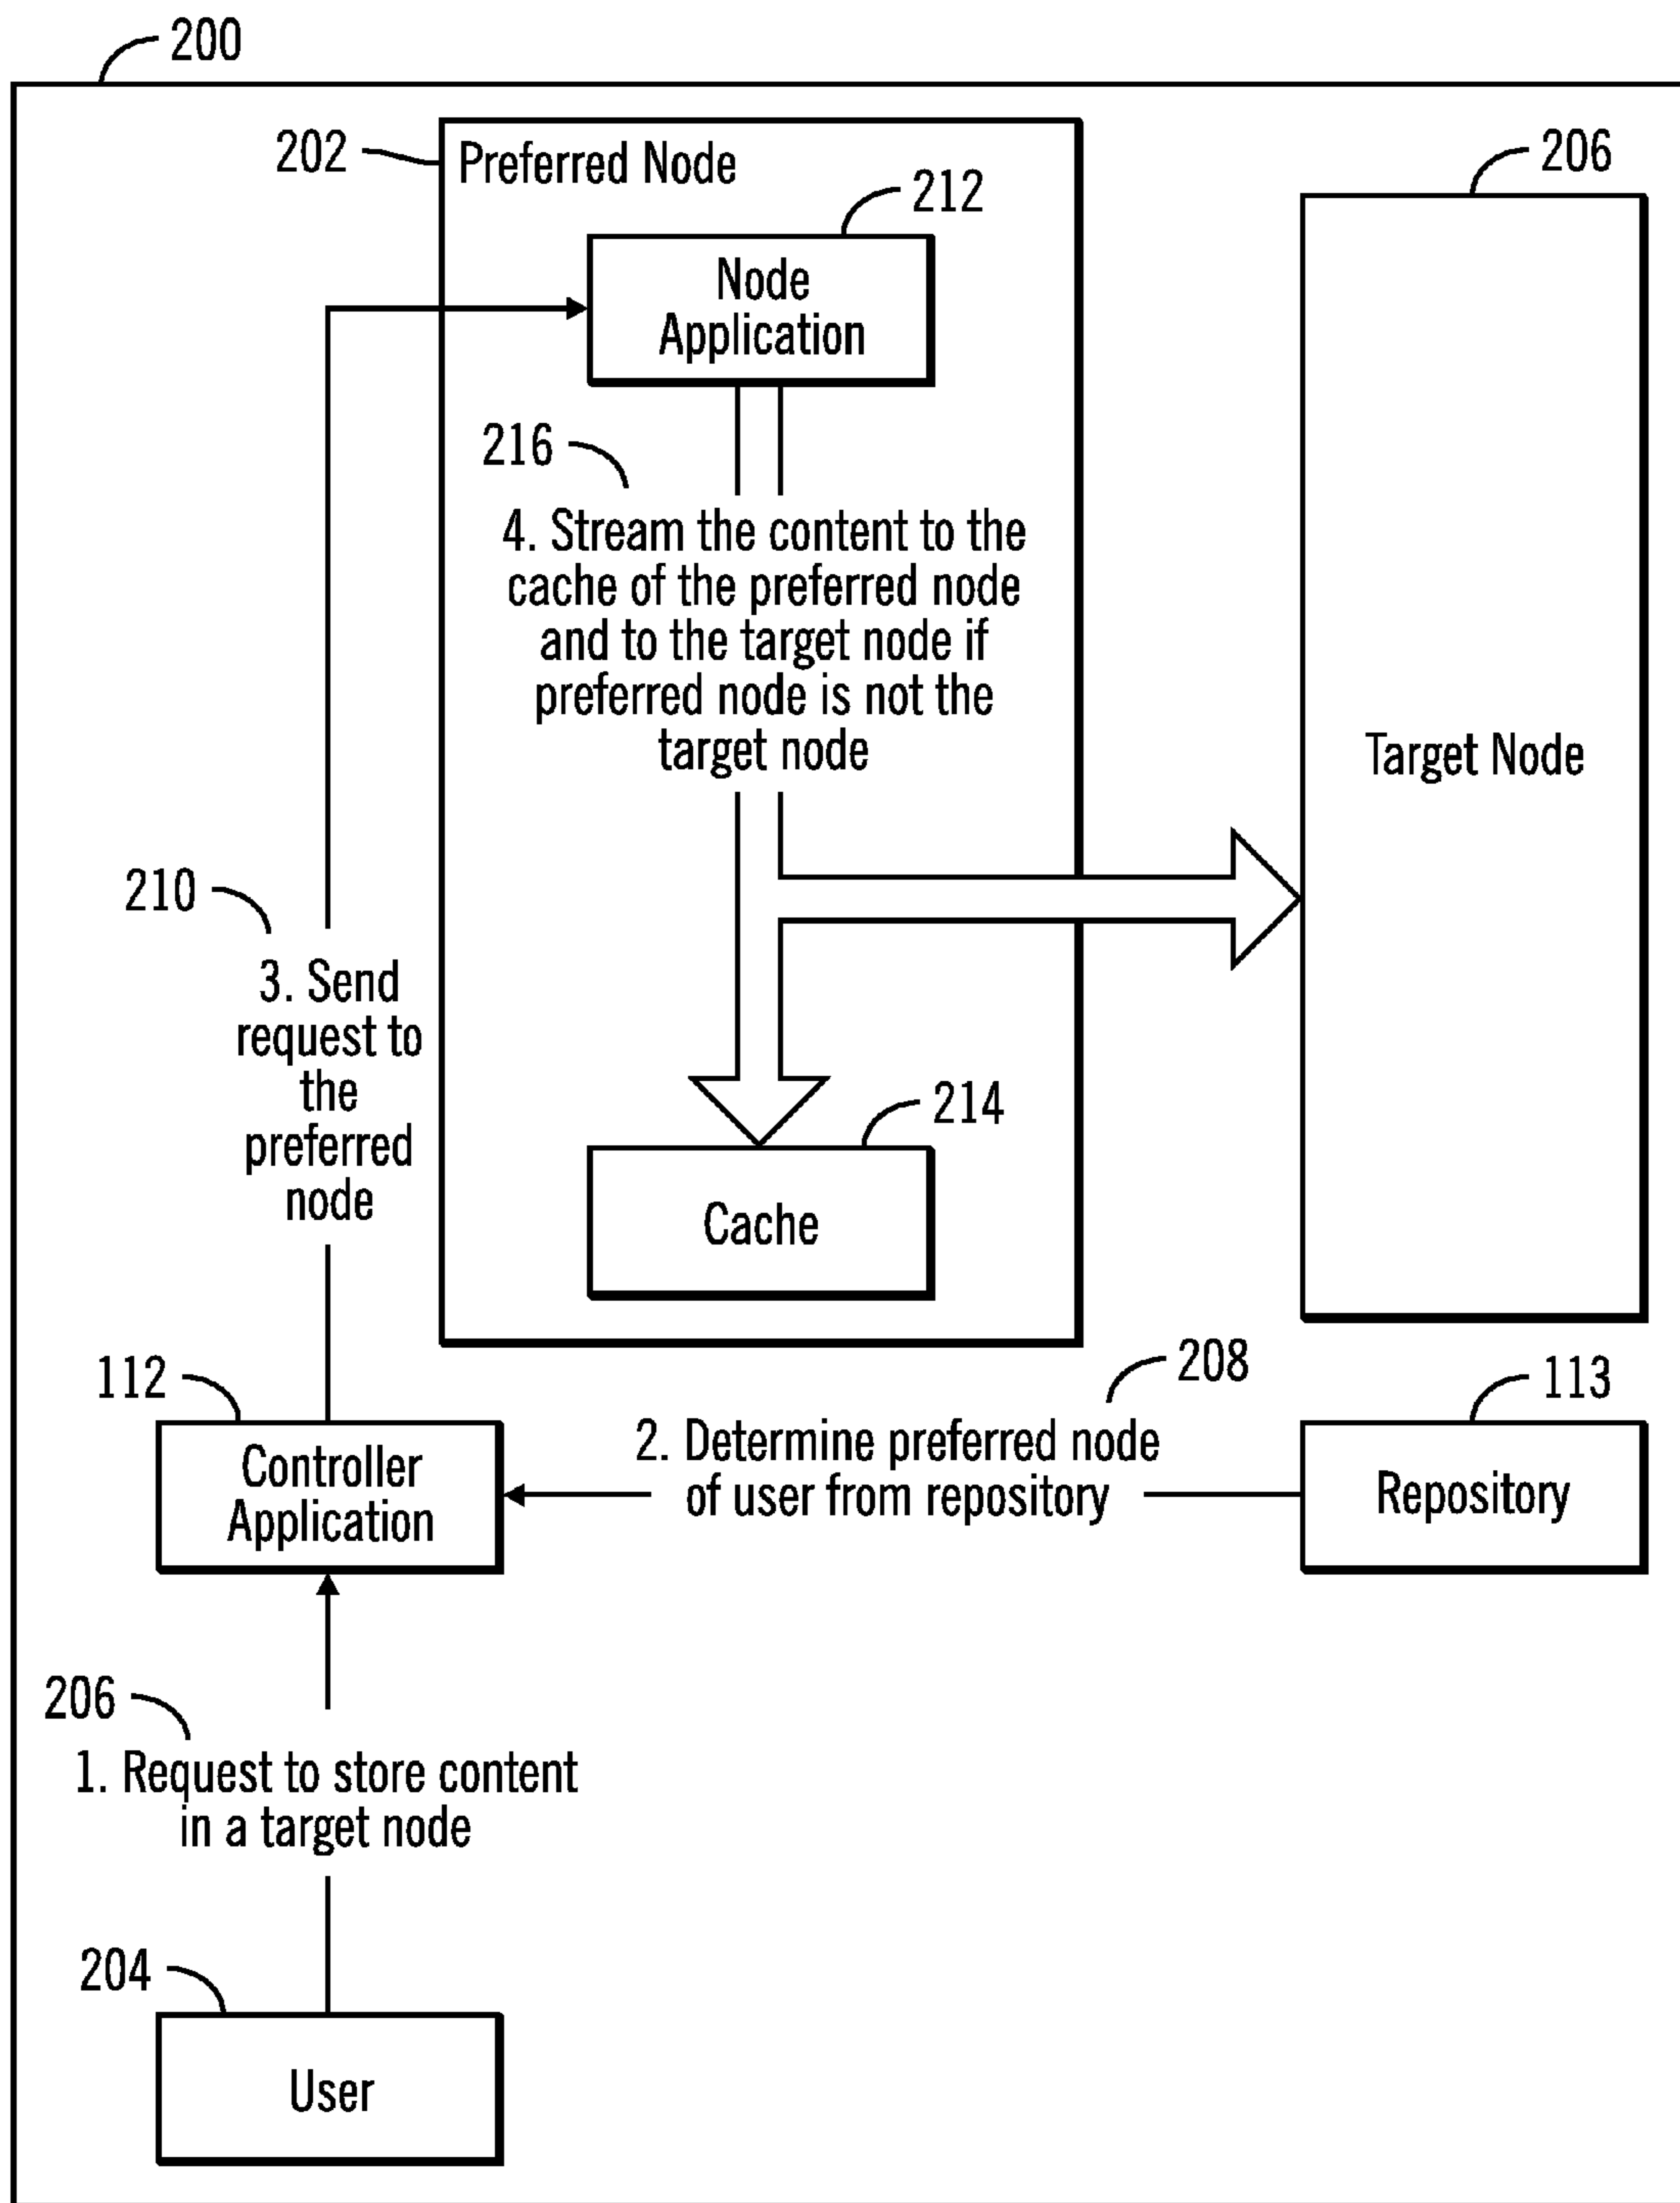 200
202
Preferred Node
206
212
Node
Application
216
4. Stream the content to the
cache of the preferred node
and to the target node if
preferred node is not the
target node
Target Node
210
3. Send
request to
the
preferred
node
214
Cache
112
Controller
Application
208
2. Determine preferred node
of user from repository
113
Repository
206
1. Request to store content
in a target node
204
User